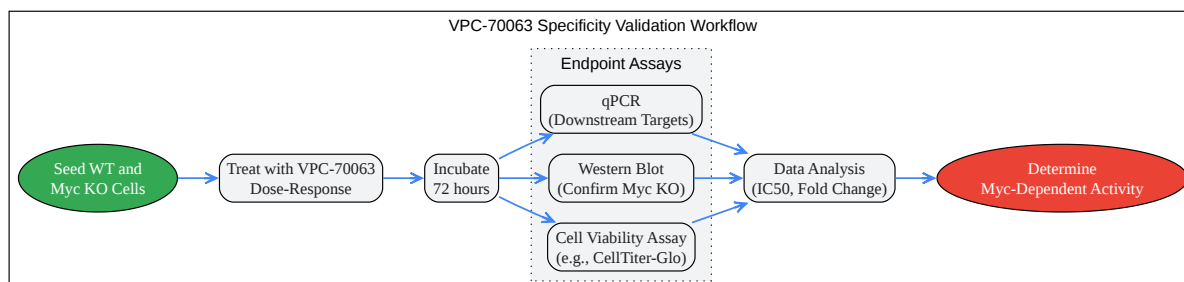 VPC-70063 Specificity Validation Workflow
Endpoint Assays
Seed WT and
Myc KO Cells
Treat with VPC-70063
Dose-Response
Incubate
72 hours
qPCR
(Downstream Targets)
Western Blot
(Confirm Myc KO)
Cell Viability Assay
(e.g., CellTiter-Glo)
Data Analysis
(IC50, Fold Change)
Determine
Myc-Dependent Activity